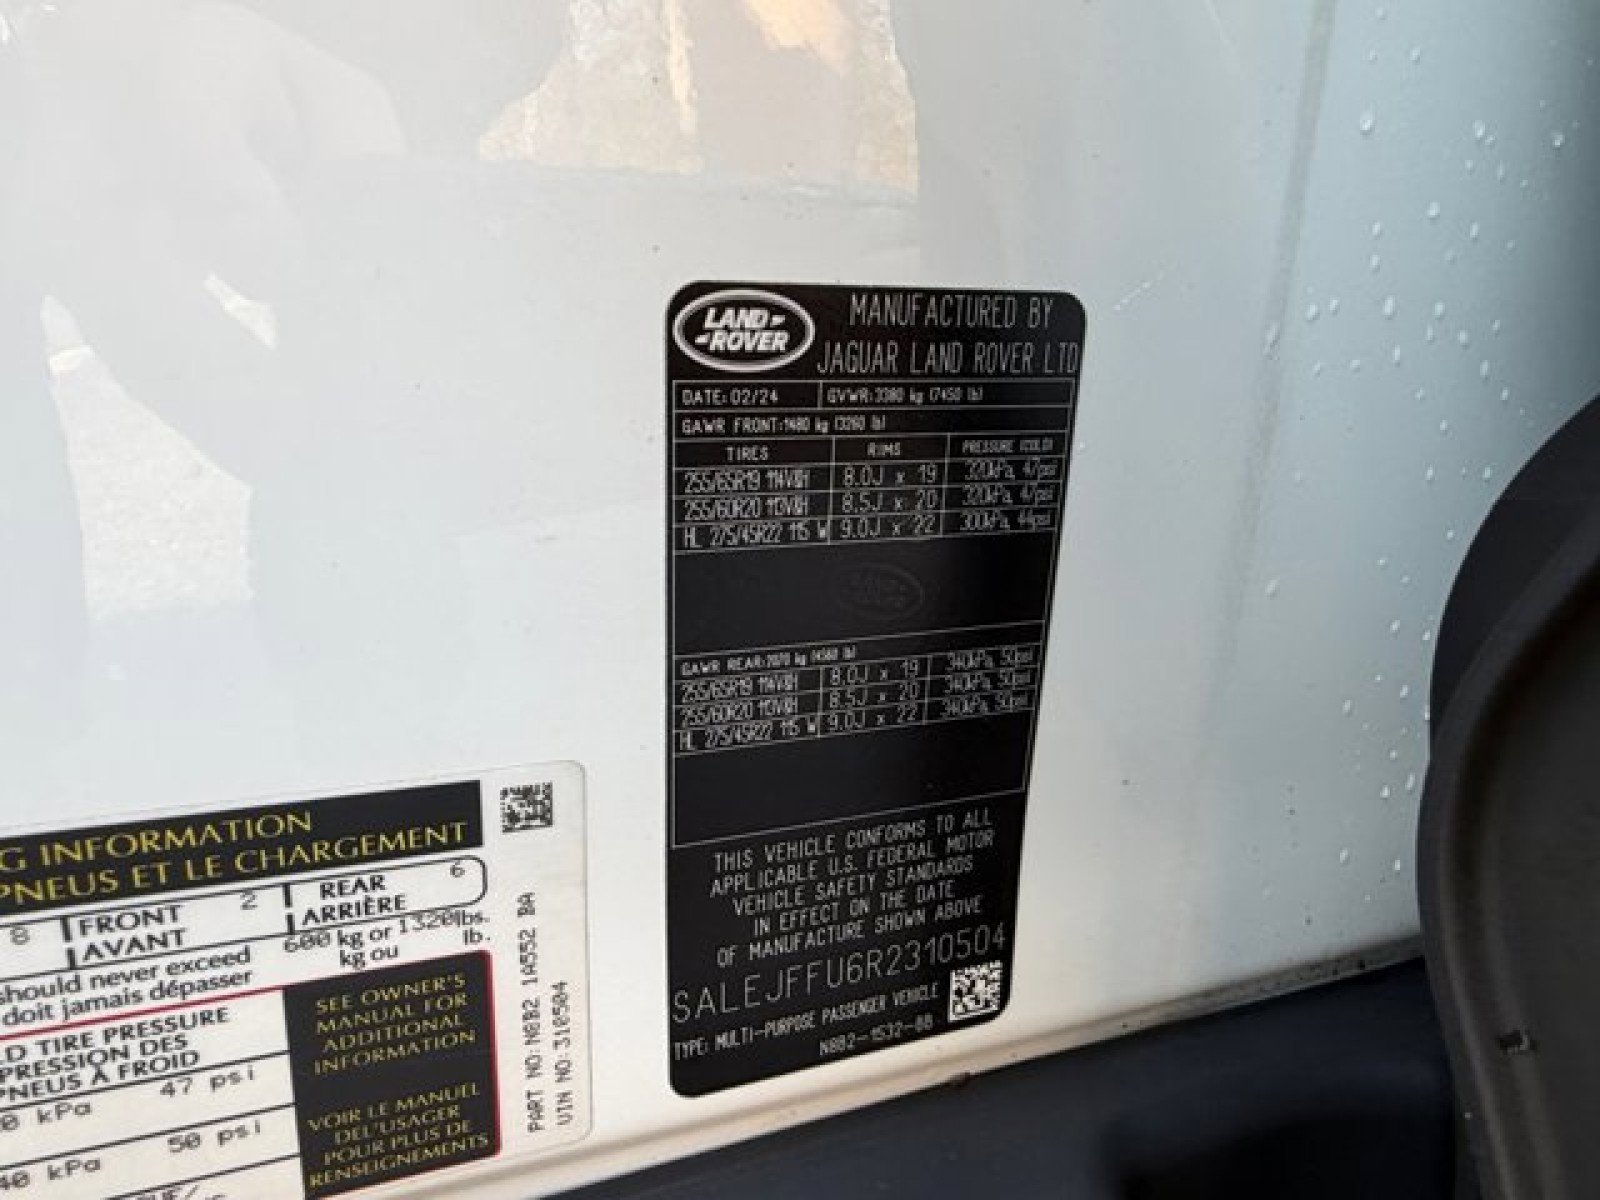 LAND-
-ROVER
MANUFACTURED BY
JAGUAR LAND ROVER LTD
DATE:02/24 GVWR:3380 kg (7450 lb)
GAWR FRONT:1480 kg (3260 lb)
TIRES RIMS PRESSURE (COLD)
255/65R19 114V&H 8.0J x 19 320kPa, 47psi
255/60R20 113V&H 8.5J x 20 320kPa, 47psi
HL 275/45R22 115 W 9.0J x 22 300kPa, 44psi
GAWR REAR:2070 kg (4560 lb)
255/65R19 114V&H 8.0J x 19 340kPa, 50psi
255/60R20 113V&H 8.5J x 20 340kPa, 50psi
HL 275/45R22 115 W 9.0J x 22 340kPa, 50psi
THIS VEHICLE CONFORMS TO ALL
APPLICABLE U.S. FEDERAL MOTOR
VEHICLE SAFETY STANDARDS
IN EFFECT ON THE DATE
OF MANUFACTURE SHOWN ABOVE
SALEJFFU6R2310504
TYPE: MULTI-PURPOSE PASSENGER VEHICLE
N8B2-1532-BB
G INFORMATION
PNEUS ET LE CHARGEMENT
8 FRONT 2 REAR 6
AVANT ARRIÈRE
should never exceed 600 kg or 1320lbs.
doit jamais dépasser kg ou lb.
LD TIRE PRESSURE
PRESSION DES
PNEUS À FROID
0 kPa 47 psi
40 kPa 50 psi
SEE OWNER'S
MANUAL FOR
ADDITIONAL
INFORMATION
VOIR LE MANUEL
DEL'USAGER
POUR PLUS DE
RENSEIGNEMENTS
PART NO:N8B2 1A552 BA
VIN NO:310504